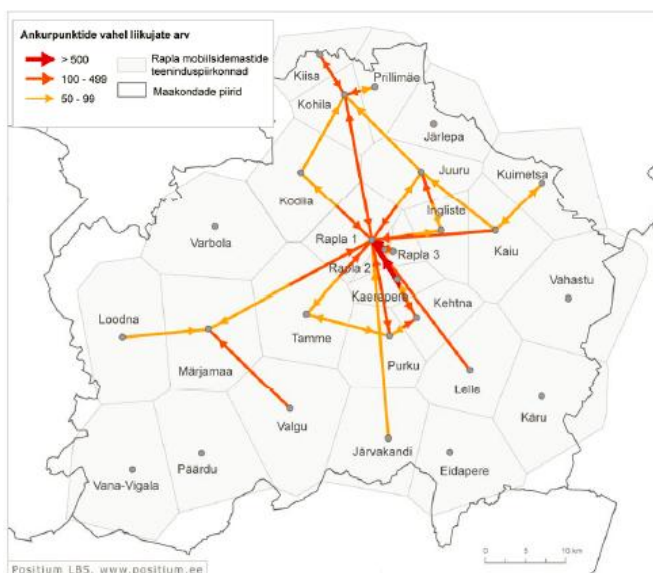 Ankurpunktide vahel liikujate arv
> 500
100 - 499
50 - 99
Rapla mobiilsidemastide
teeninduspiirkonnad
Maakondade piirid
Kiisa
Prillimäe
Kohila
Järlepa
Juuru
Kuimetsa
Kodila
Ingliste
Varbola
Rapla 1
Kaiu
Rapla 3
Rapla 2
Kaerepere
Kehtna
Vahastu
Loodna
Tamme
Märjamaa
Purku
Lelle
Valgu
Käru
Järvakandi
Päärdu
Eidapere
Vana-Vigala
0 5 10 km
Positium LBS, www.positium.ee